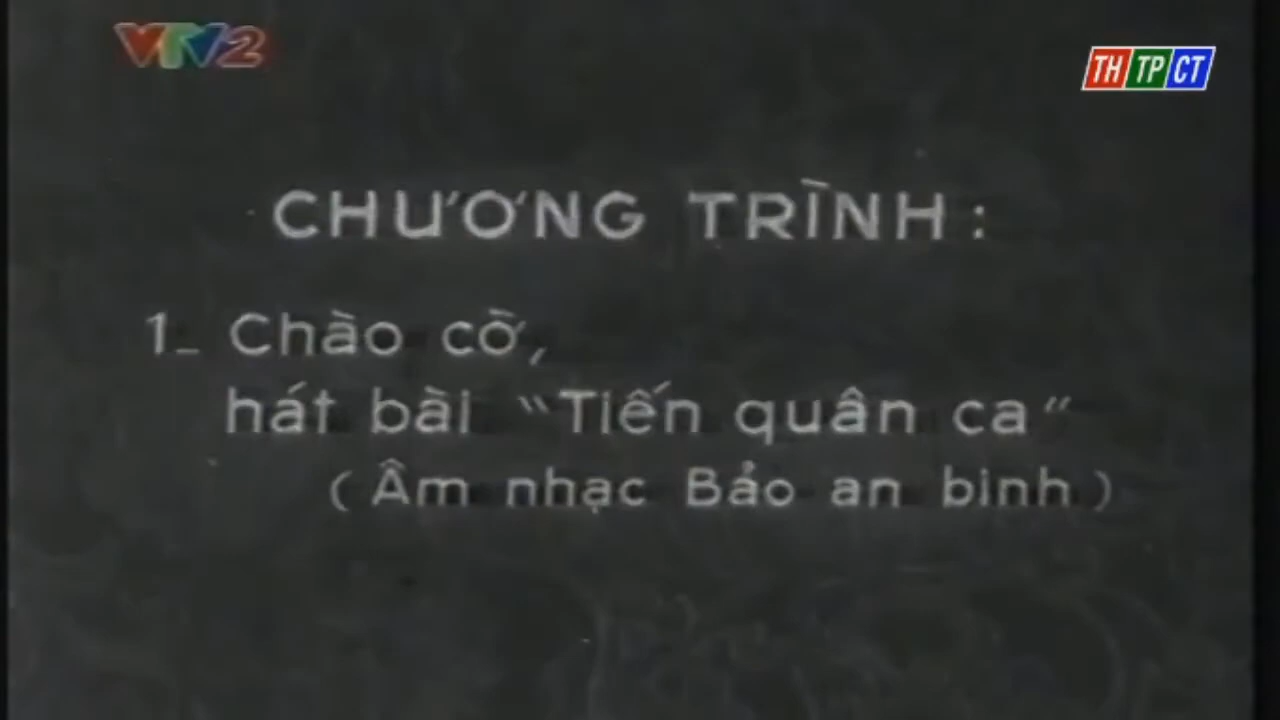 VTV2
THTPCT
CHƯƠNG TRÌNH:
1_ Chào cờ,
hát bài "Tiến quân ca"
(Âm nhạc Bảo an binh)